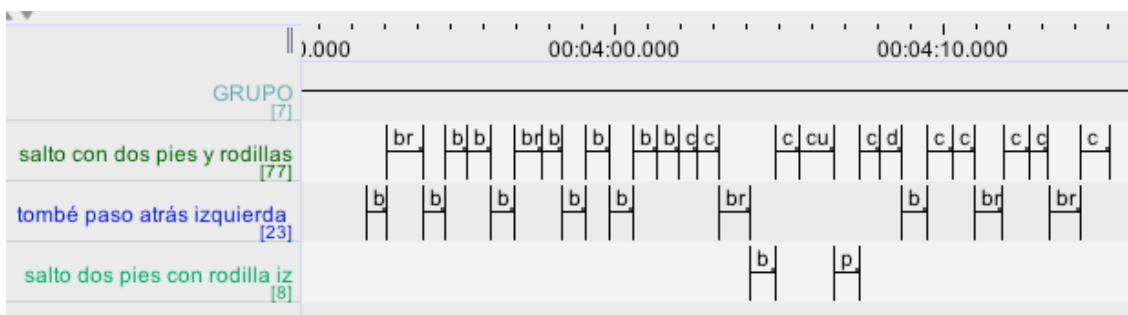 0.000 00:04:00.000 00:04:10.000
GRUPO
[7]
br b b br b b b b c c c cu c d c c c c c
salto con dos pies y rodillas
[77]
b b b b b br b br br
tombé paso atrás izquierda
[23]
b p
salto dos pies con rodilla iz
[8]